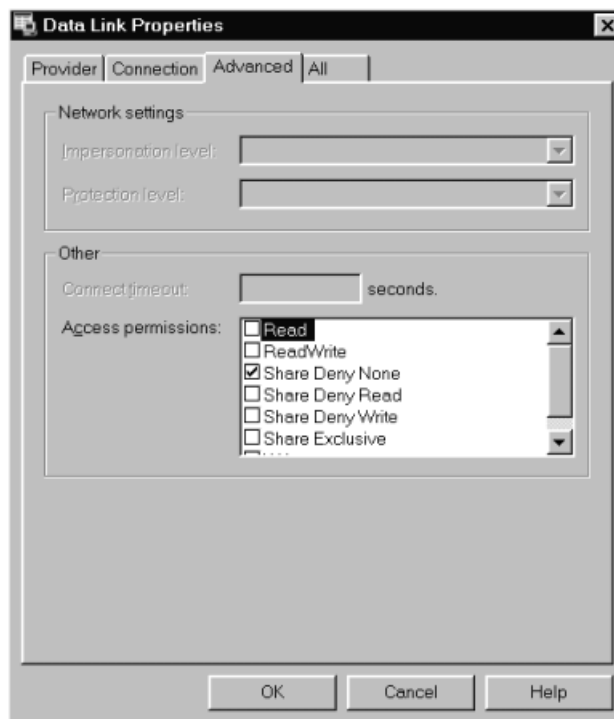 Data Link Properties
Provider Connection Advanced All
Network settings
Impersonation level:
Protection level:
Other
Connect timeout: seconds.
Access permissions:
Read
ReadWrite
Share Deny None
Share Deny Read
Share Deny Write
Share Exclusive
OK Cancel Help